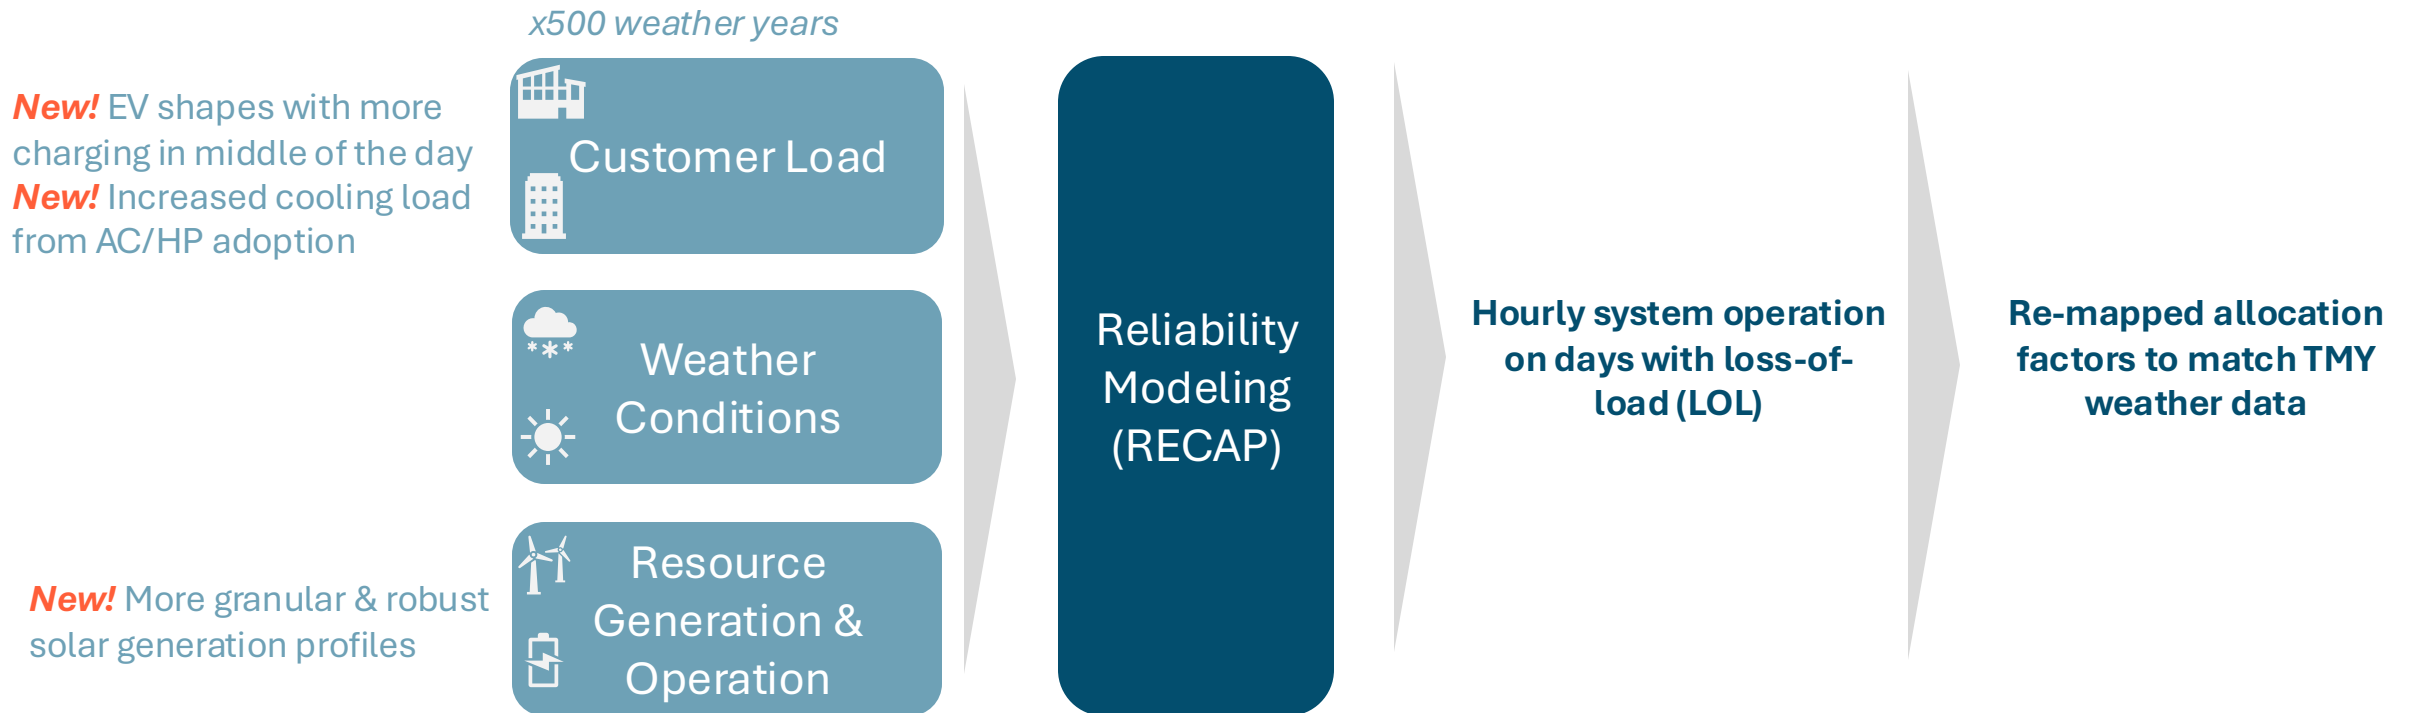 x500 weather years
New! EV shapes with more
charging in middle of the day
New! Increased cooling load
from AC/HP adoption
Customer Load
Weather
Conditions
New! More granular & robust
solar generation profiles
Resource
Generation &
Operation
Reliability
Modeling
(RECAP)
Hourly system operation
on days with loss-of-
load (LOL)
Re-mapped allocation
factors to match TMY
weather data